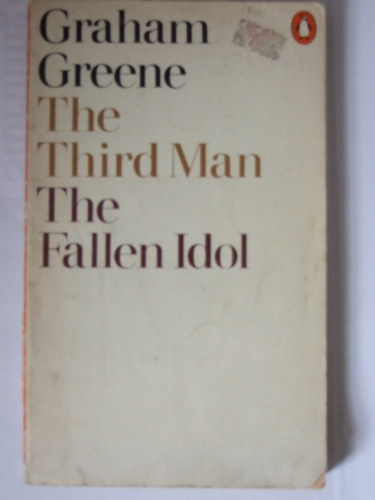 Graham
Greene
The
Third Man
The
Fallen Idol